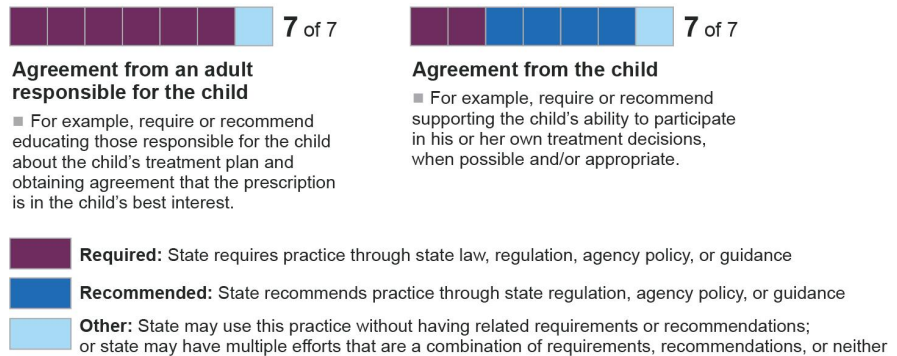 7 of 7
Agreement from an adult
responsible for the child
■ For example, require or recommend
educating those responsible for the child
about the child's treatment plan and
obtaining agreement that the prescription
is in the child's best interest.
7 of 7
Agreement from the child
■ For example, require or recommend
supporting the child's ability to participate
in his or her own treatment decisions,
when possible and/or appropriate.
Required: State requires practice through state law, regulation, agency policy, or guidance
Recommended: State recommends practice through state regulation, agency policy, or guidance
Other: State may use this practice without having related requirements or recommendations;
or state may have multiple efforts that are a combination of requirements, recommendations, or neither